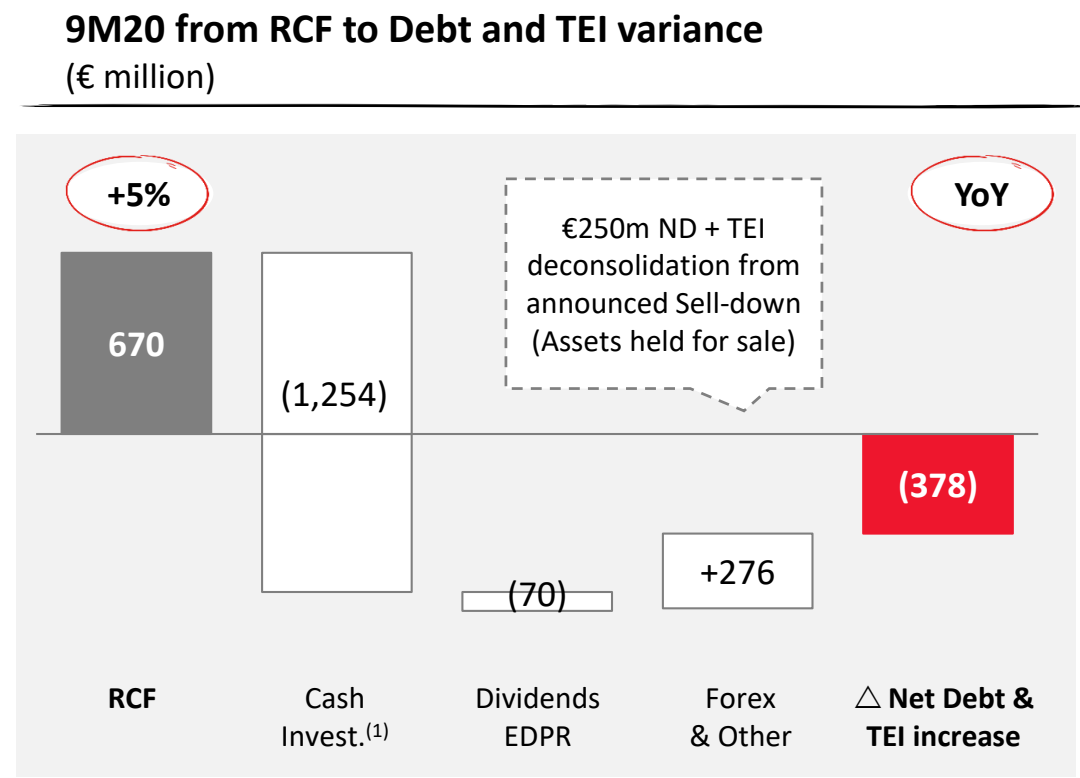 9M20 from RCF to Debt and TEI variance
(€ million)
+5%
YoY
€250m ND + TEI
deconsolidation from
announced Sell-down
(Assets held for sale)
670
(1,254)
(70)
+276
(378)
RCF
Cash
Invest.(1)
Dividends
EDPR
Forex
& Other
△ Net Debt &
TEI increase